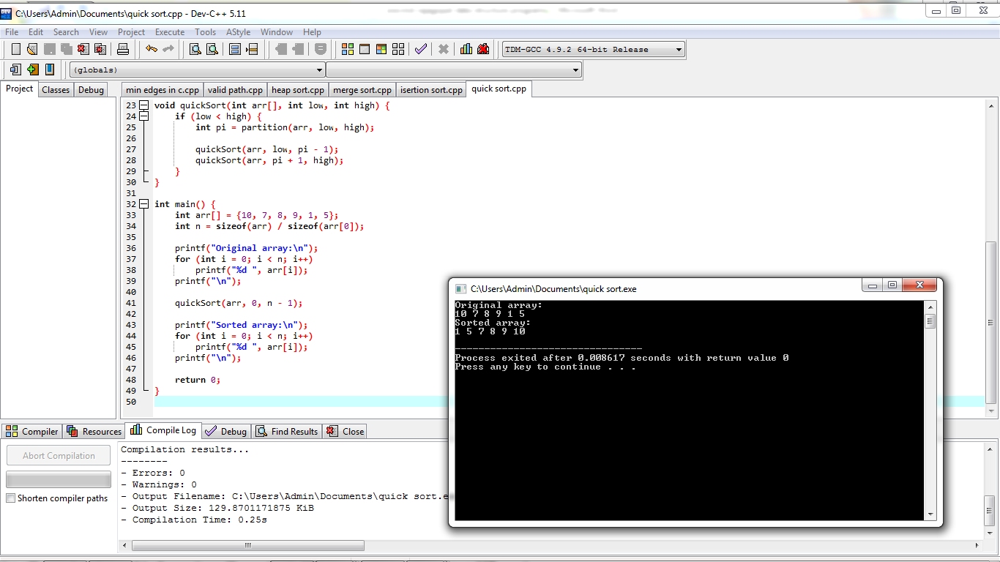 C:\Users\Admin\Documents\quick sort.cpp - Dev-C++ 5.11
File Edit Search View Project Execute Tools AStyle Window Help
TDM-GCC 4.9.2 64-bit Release
(globals)
Project Classes Debug
min edges in c.cpp valid path.cpp heap sort.cpp merge sort.cpp isertion sort.cpp quick sort.cpp
23 void quickSort(int arr[], int low, int high) {
24 if (low < high) {
25 int pi = partition(arr, low, high);
26
27 quickSort(arr, low, pi - 1);
28 quickSort(arr, pi + 1, high);
29 }
30 }
31
32 int main() {
33 int arr[] = {10, 7, 8, 9, 1, 5};
34 int n = sizeof(arr) / sizeof(arr[0]);
35
36 printf("Original array:\n");
37 for (int i = 0; i < n; i++)
38 printf("%d ", arr[i]);
39 printf("\n");
40
41 quickSort(arr, 0, n - 1);
42
43 printf("Sorted array:\n");
44 for (int i = 0; i < n; i++)
45 printf("%d ", arr[i]);
46 printf("\n");
47
48 return 0;
49 }
50
C:\Users\Admin\Documents\quick sort.exe
Original array:
10 7 8 9 1 5
Sorted array:
1 5 7 8 9 10
--------------------------------
Process exited after 0.008617 seconds with return value 0
Press any key to continue . . .
Compiler Resources Compile Log Debug Find Results Close
Abort Compilation
Shorten compiler paths
Compilation results...
--------
- Errors: 0
- Warnings: 0
- Output Filename: C:\Users\Admin\Documents\quick sort.e
- Output Size: 129.8701171875 KiB
- Compilation Time: 0.25s